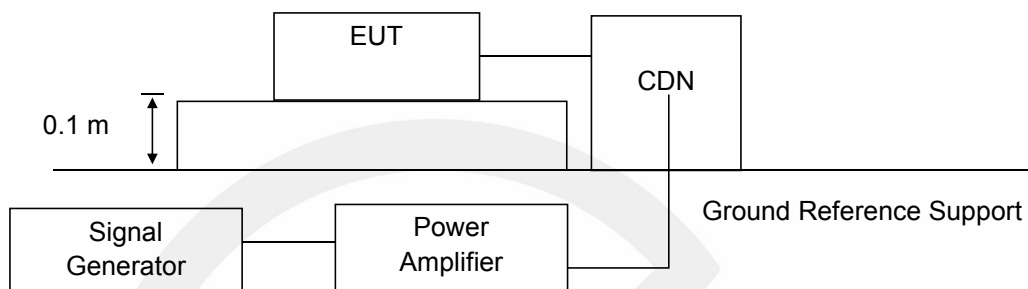 EUT
CDN
0.1 m
Ground Reference Support
Signal
Generator
Power
Amplifier